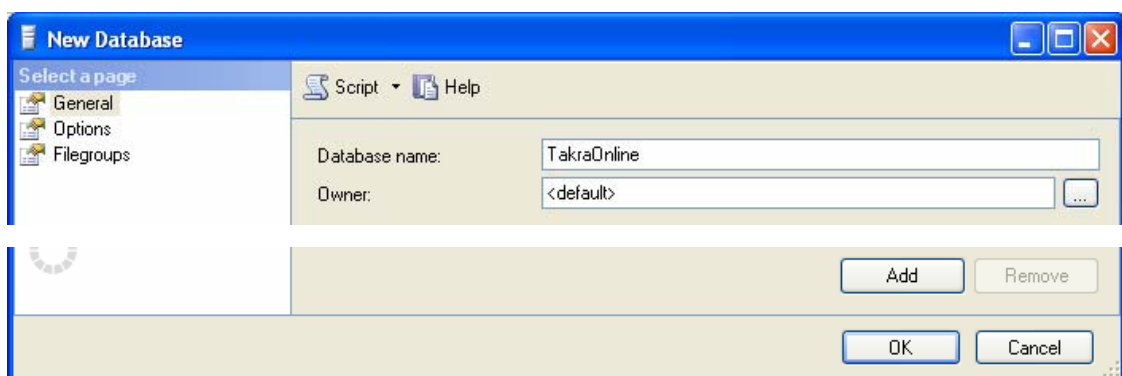 New Database
Select a page
General
Options
Filegroups
Script Help
Database name: TakraOnline
Owner: <default> ...
Add Remove
OK Cancel